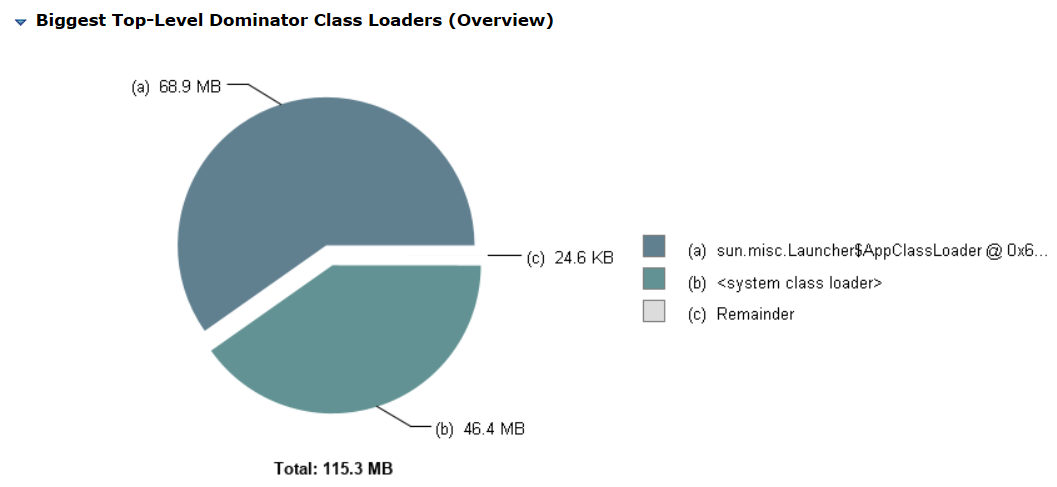 Biggest Top-Level Dominator Class Loaders (Overview)
(a) 68.9 MB
(c) 24.6 KB
(a) sun.misc.Launcher$AppClassLoader @ 0x6...
(b) <system class loader>
(c) Remainder
(b) 46.4 MB
Total: 115.3 MB